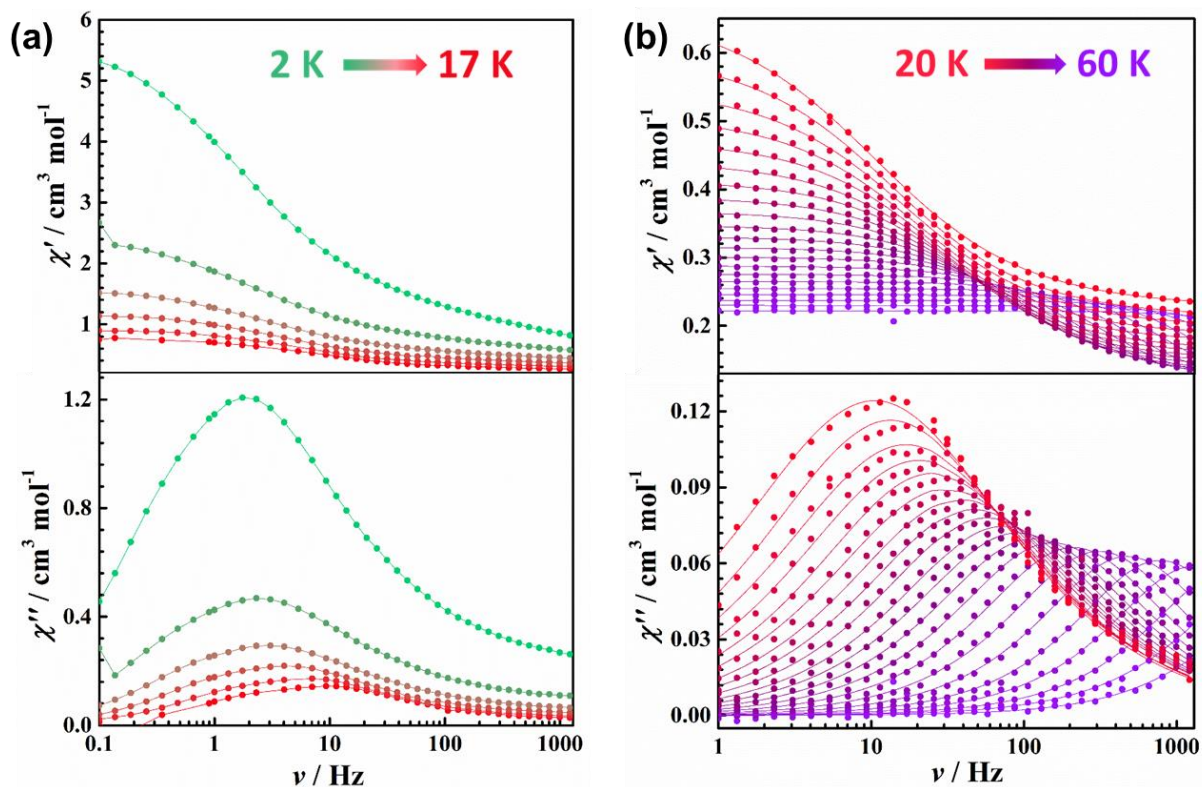 (a)
2 K 17 K
χ′ / cm³ mol⁻¹
6
5
4
3
2
1
χ″ / cm³ mol⁻¹
1.2
0.8
0.4
0.0
0.1 1 10 100 1000
ν / Hz
(b)
20 K 60 K
χ′ / cm³ mol⁻¹
0.6
0.5
0.4
0.3
0.2
χ″ / cm³ mol⁻¹
0.12
0.09
0.06
0.03
0.00
1 10 100 1000
ν / Hz